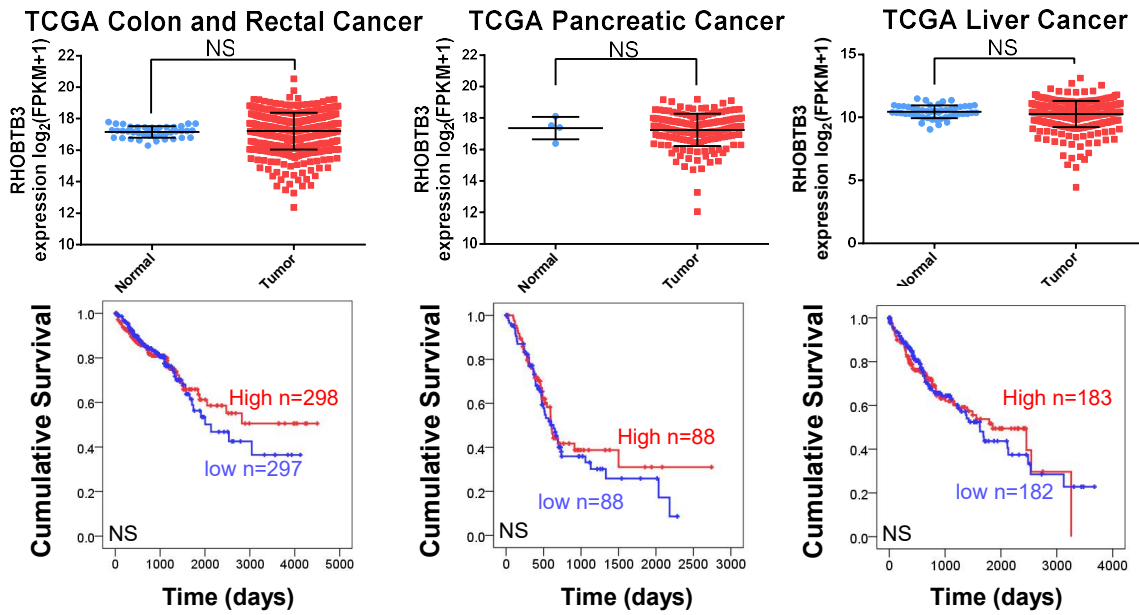 TCGA Colon and Rectal Cancer
NS
RHOBTB3
expression log2(FPKM+1)
22
20
18
16
14
12
10
Normal
Tumor
TCGA Pancreatic Cancer
NS
RHOBTB3
expression log2(FPKM+1)
22
20
18
16
14
12
10
Normal
Tumor
TCGA Liver Cancer
NS
RHOBTB3
expression log2(FPKM+1)
15
10
5
0
Normal
Tumor
Cumulative Survival
1.0
0.8
0.6
0.4
0.2
0.0
High n=298
low n=297
NS
0 1000 2000 3000 4000 5000
Time (days)
Cumulative Survival
1.0
0.8
0.6
0.4
0.2
0.0
High n=88
low n=88
NS
0 500 1000 1500 2000 2500 3000
Time (days)
Cumulative Survival
1.0
0.8
0.6
0.4
0.2
0.0
High n=183
low n=182
NS
0 1000 2000 3000 4000
Time (days)